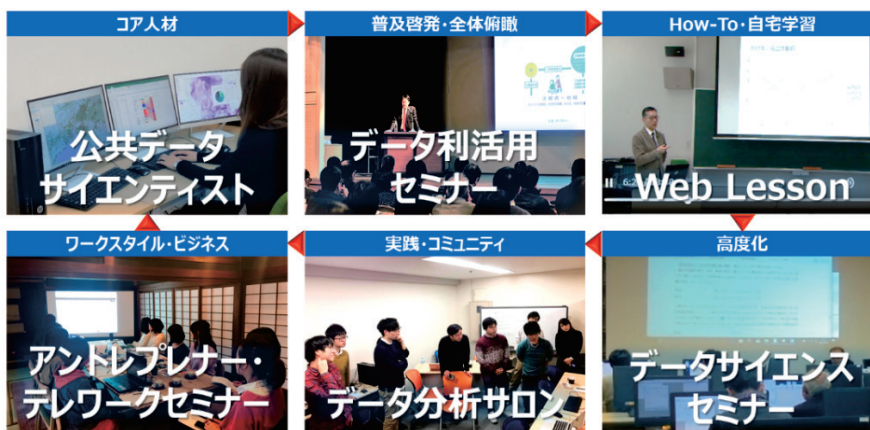 コア人材
普及啓発・全体俯瞰
How-To・自宅学習
公共データ
サイエンティスト
データ利活用
セミナー
Web Lesson
ワークスタイル・ビジネス
実践・コミュニティ
高度化
アントレプレナー・
テレワークセミナー
データ分析サロン
データサイエンス
セミナー